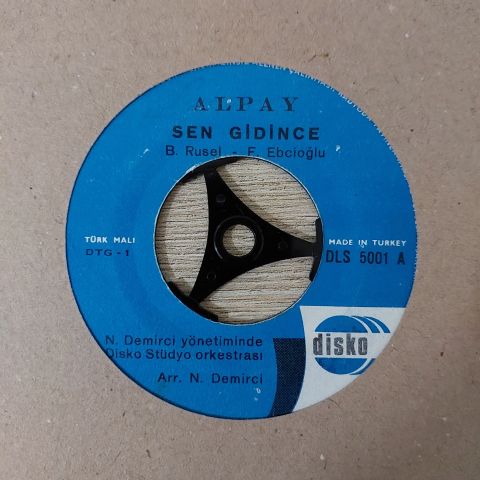 ALPAY
SEN GİDİNCE
B. Rusel - F. Ebcioğlu
TÜRK MALI
DTG - 1
MADE IN TURKEY
DLS 5001 A
N. Demirci yönetiminde
Disko Stüdyo orkestrası
Arr. N. Demirci
disko